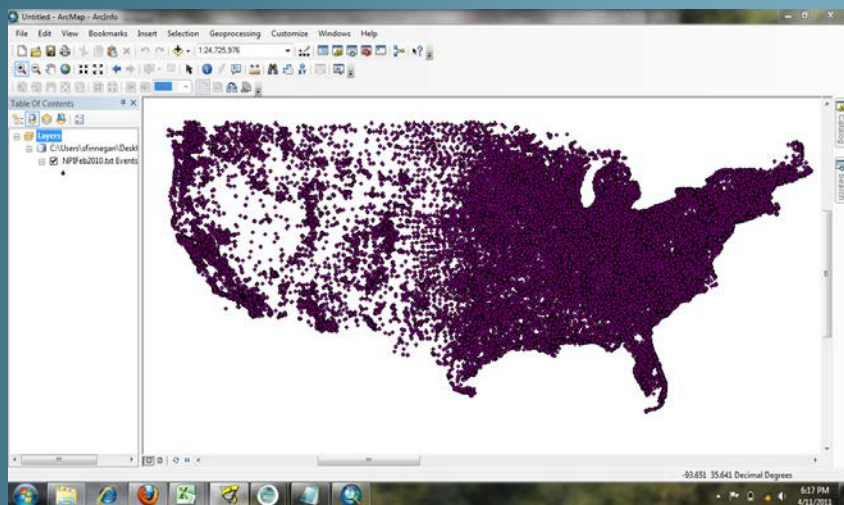 Untitled - ArcMap - ArcInfo
File Edit View Bookmarks Insert Selection Geoprocessing Customize Windows Help
1:24,725,976
Table Of Contents
Layers
C:\Users\sfinnegan\Deskt
NPIFeb2010.txt Events
Catalog
Search
-93.651 35.641 Decimal Degrees
6:17 PM
4/11/2011